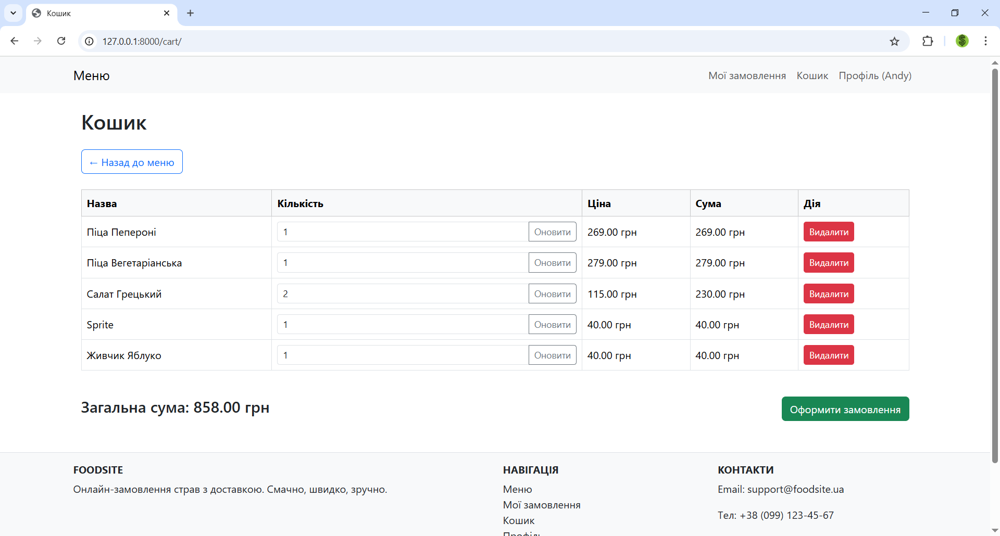 Кошик
127.0.0.1:8000/cart/
Меню Мої замовлення Кошик Профіль (Andy)
Кошик
← Назад до меню
Назва Кількість Ціна Сума Дія
Піца Пепероні 1 Оновити 269.00 грн 269.00 грн Видалити
Піца Вегетаріанська 1 Оновити 279.00 грн 279.00 грн Видалити
Салат Грецький 2 Оновити 115.00 грн 230.00 грн Видалити
Sprite 1 Оновити 40.00 грн 40.00 грн Видалити
Живчик Яблуко 1 Оновити 40.00 грн 40.00 грн Видалити
Загальна сума: 858.00 грн Оформити замовлення
FOODSITE
Онлайн-замовлення страв з доставкою. Смачно, швидко, зручно.
НАВІГАЦІЯ
Меню
Мої замовлення
Кошик
Профіль
КОНТАКТИ
Email: support@foodsite.ua
Тел: +38 (099) 123-45-67